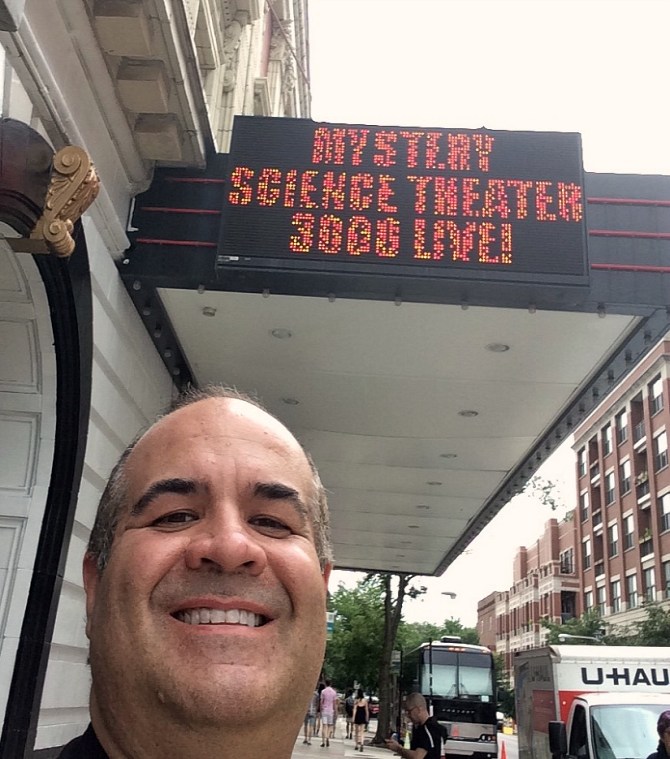 MYSTERY
SCIENCE THEATER
3000 LIVE!
U-HAU